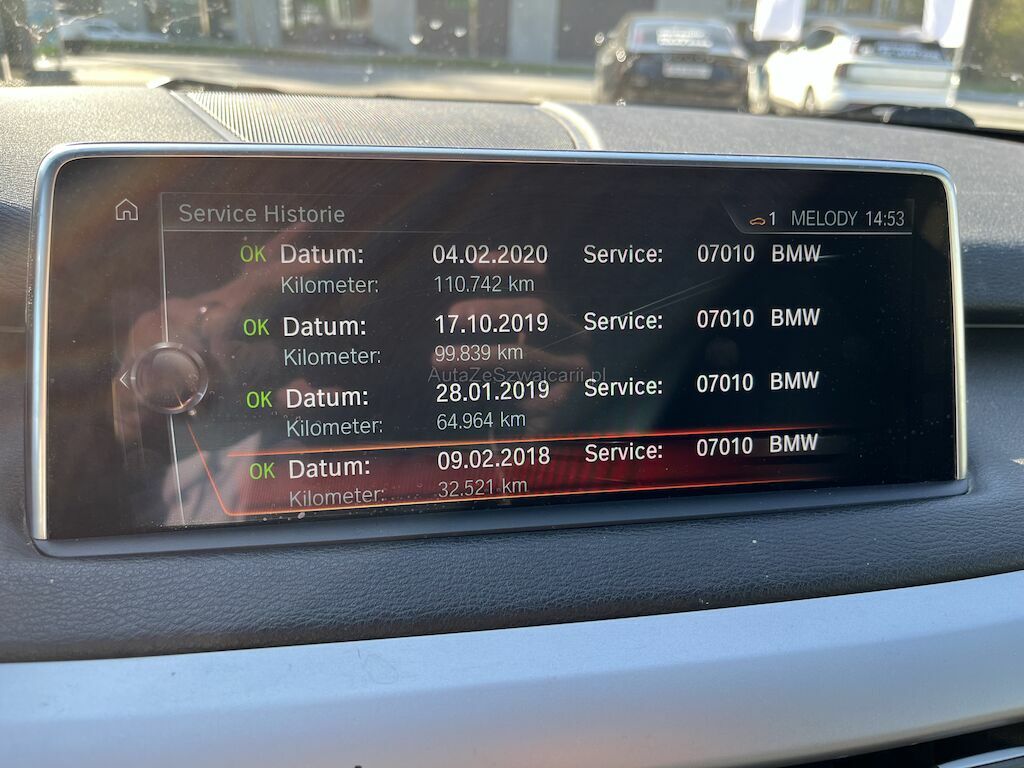 Service Historie
1 MELODY 14:53
OK Datum: 04.02.2020 Service: 07010 BMW
Kilometer: 110.742 km
OK Datum: 17.10.2019 Service: 07010 BMW
Kilometer: 99.839 km
AutaZeSzwajcarii.pl
OK Datum: 28.01.2019 Service: 07010 BMW
Kilometer: 64.964 km
OK Datum: 09.02.2018 Service: 07010 BMW
Kilometer: 32.521 km